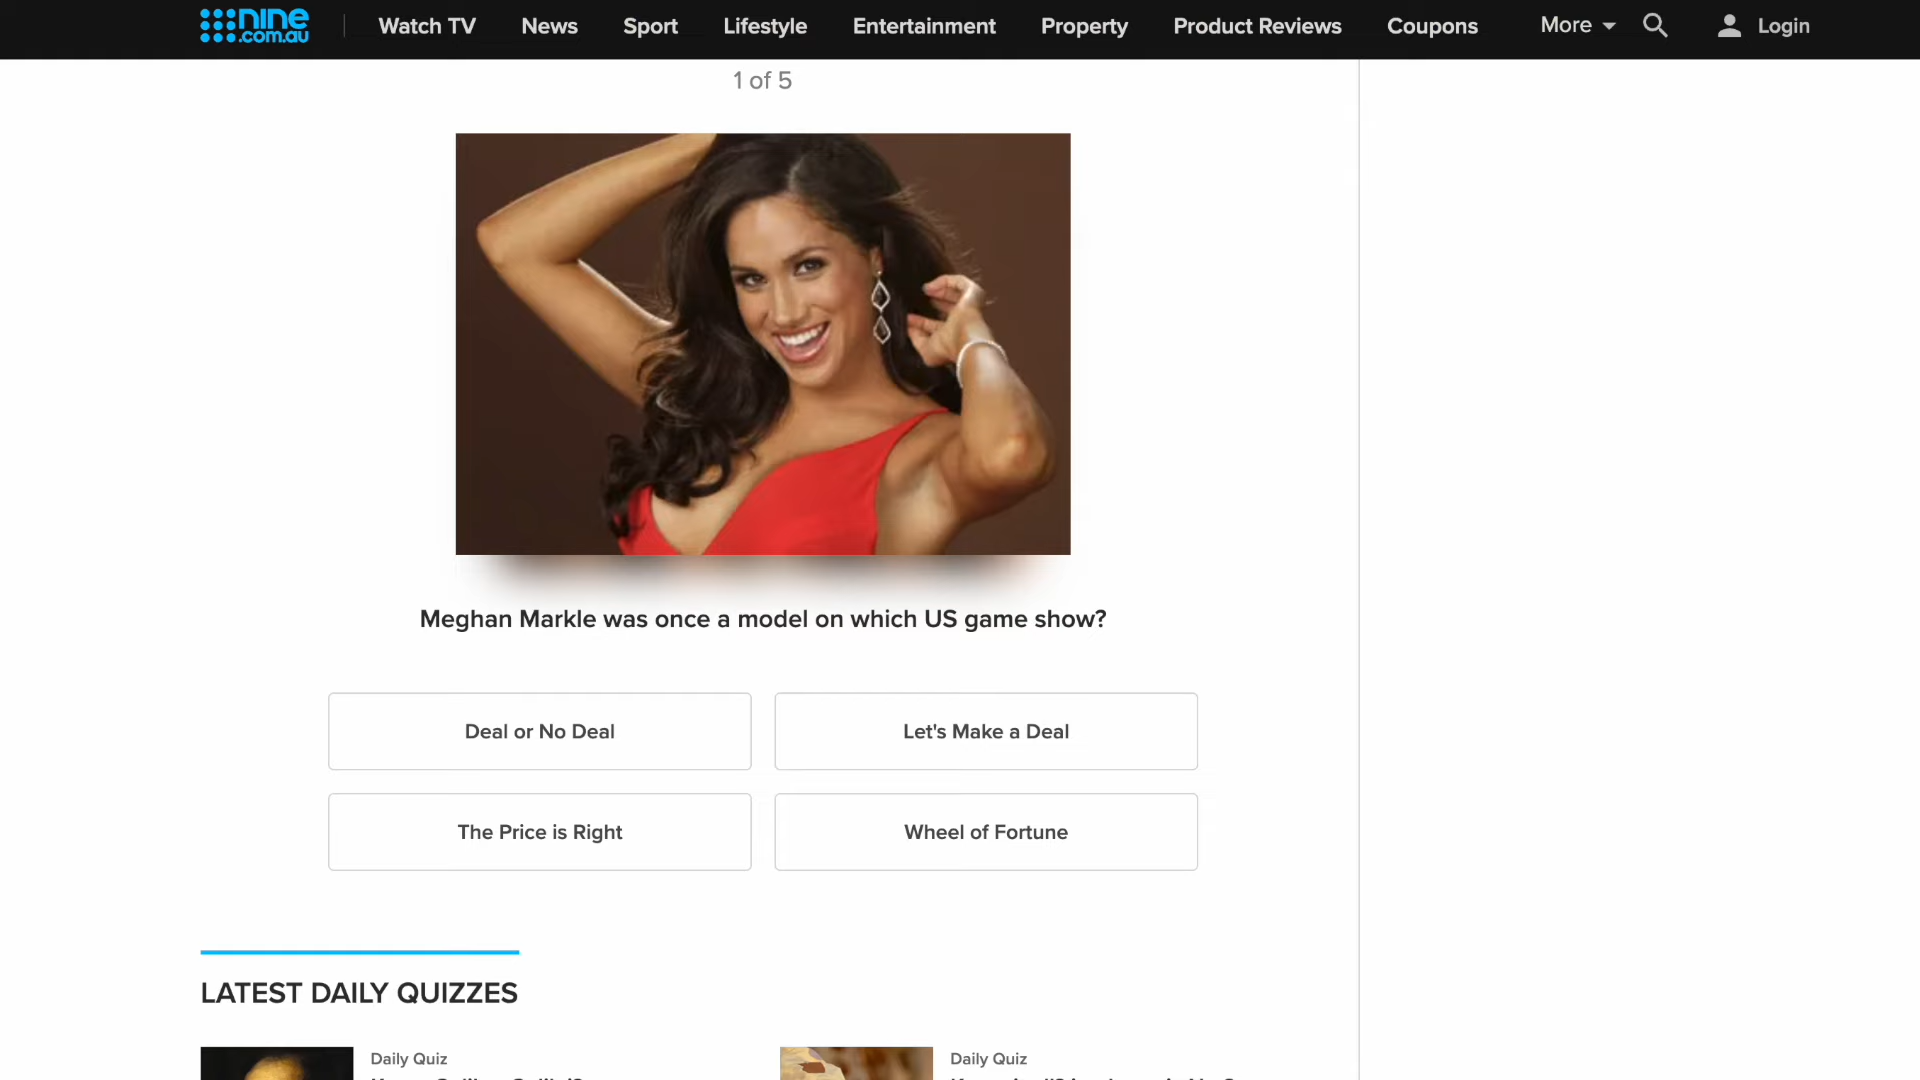 nine.com.au
Watch TV
News
Sport
Lifestyle
Entertainment
Property
Product Reviews
Coupons
More
Login
1 of 5
Meghan Markle was once a model on which US game show?
Deal or No Deal
Let's Make a Deal
The Price is Right
Wheel of Fortune
LATEST DAILY QUIZZES
Daily Quiz
Daily Quiz